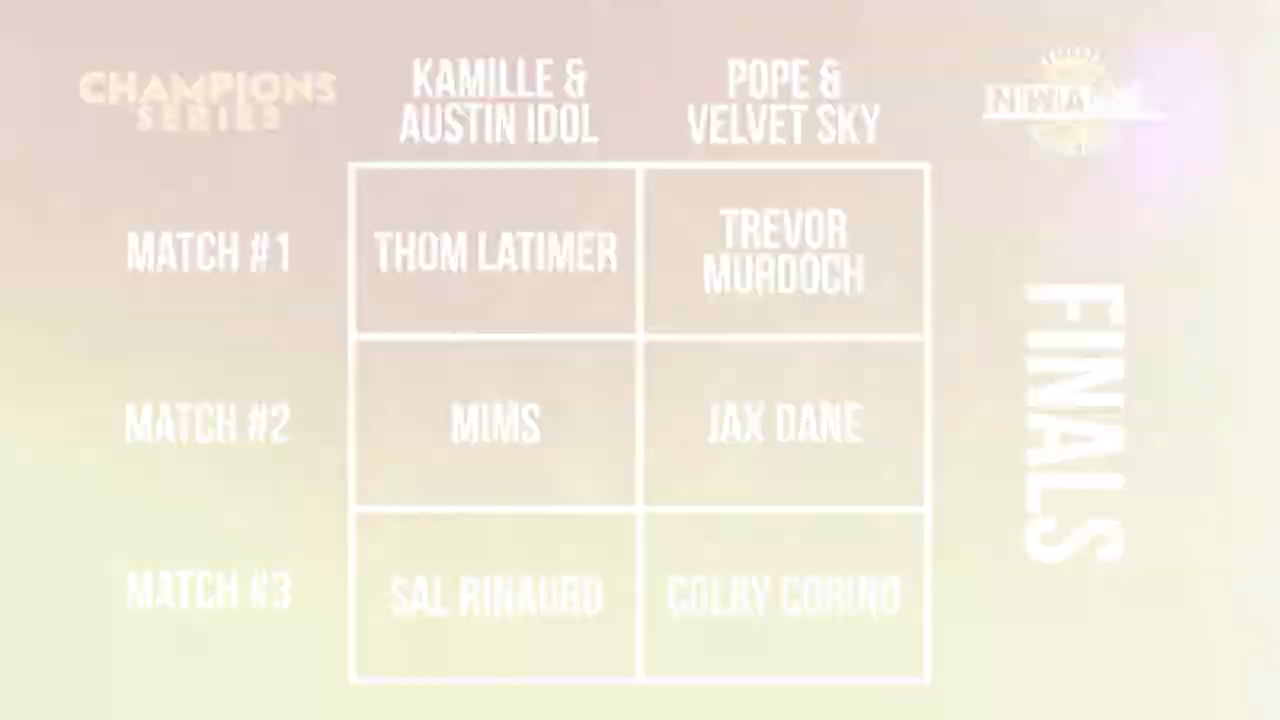 CHAMPIONS
SERIES
KAMILLE &
AUSTIN IDOL
POPE &
VELVET SKY
NWA
MATCH #1
THOM LATIMER
TREVOR
MURDOCH
MATCH #2
MIMS
JAX DANE
MATCH #3
SAL RINAURO
COLBY CORINO
FINALS